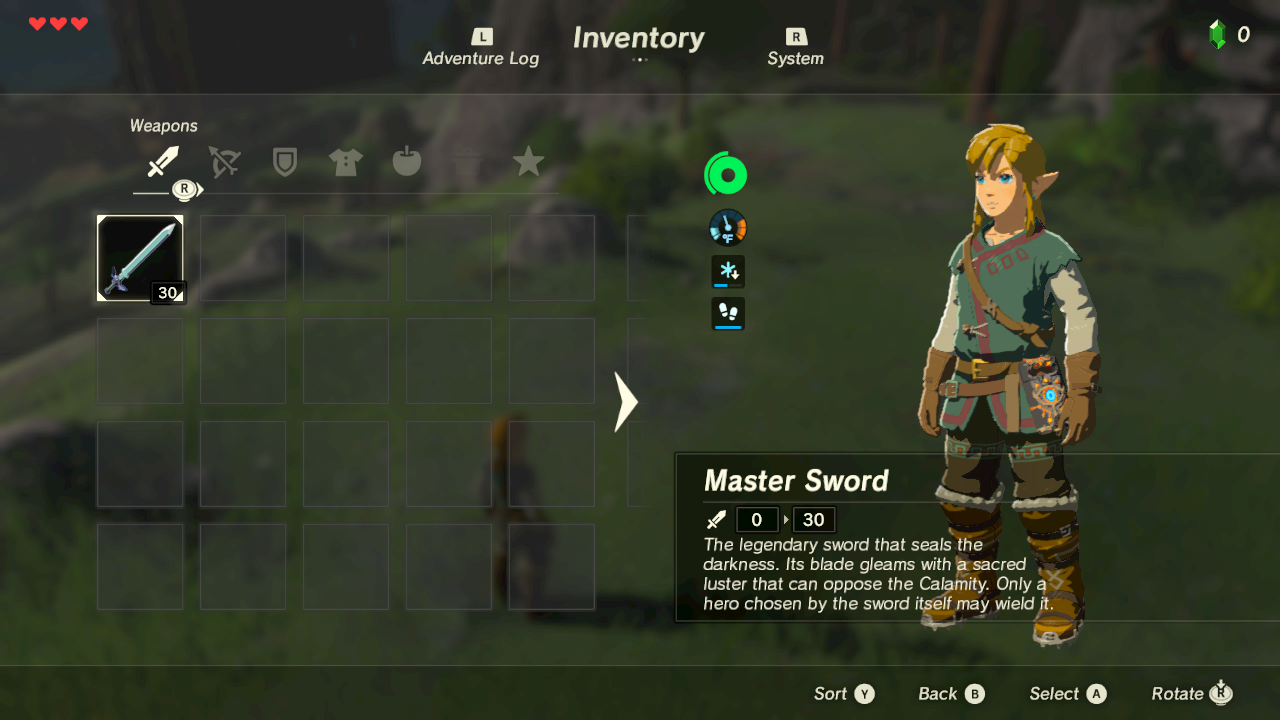 L
Inventory
R
0
Adventure Log
System
Weapons
R
°F
30
Master Sword
0
30
The legendary sword that seals the
darkness. Its blade gleams with a sacred
luster that can oppose the Calamity. Only a
hero chosen by the sword itself may wield it.
Sort Y
Back B
Select A
Rotate R